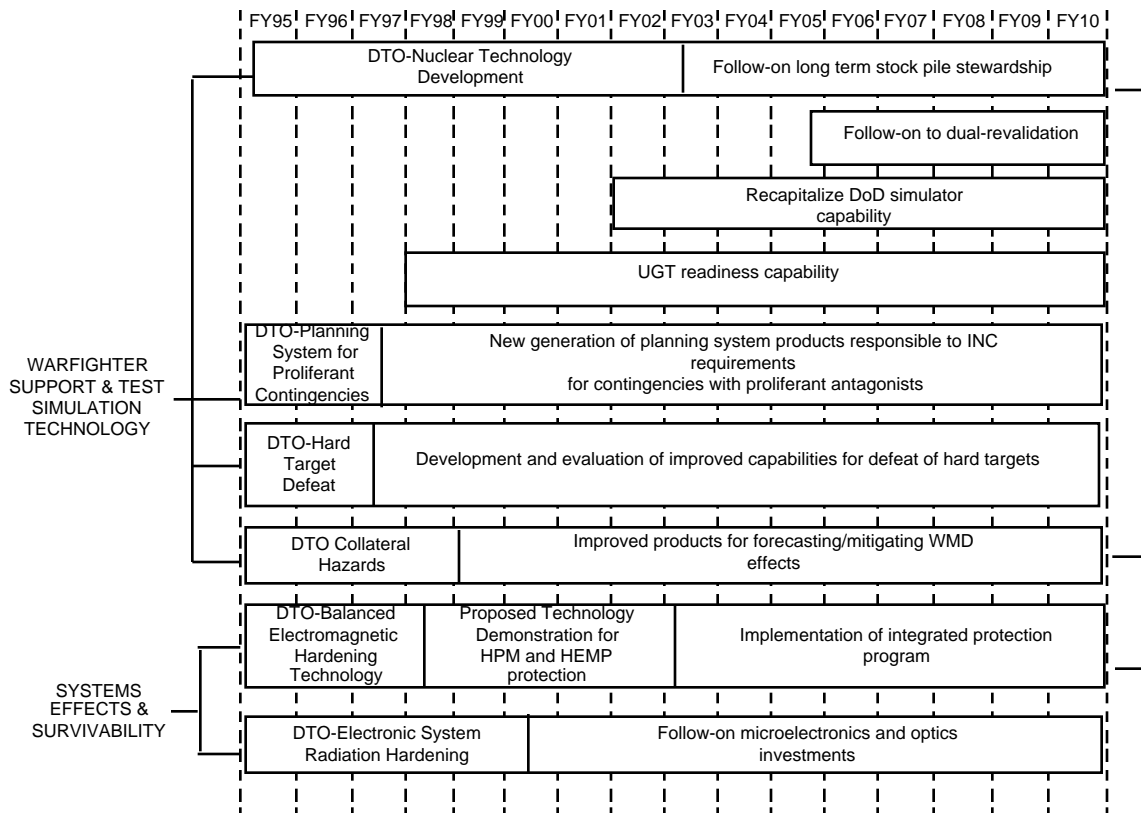 FY95 FY96 FY97 FY98 FY99 FY00 FY01 FY02 FY03 FY04 FY05 FY06 FY07 FY08 FY09 FY10
DTO-Nuclear Technology
Development
Follow-on long term stock pile stewardship
Follow-on to dual-revalidation
Recapitalize DoD simulator
capability
UGT readiness capability
WARFIGHTER
SUPPORT & TEST
SIMULATION
TECHNOLOGY
DTO-Planning
System for
Proliferant
Contingencies
New generation of planning system products responsible to INC
requirements
for contingencies with proliferant antagonists
DTO-Hard
Target
Defeat
Development and evaluation of improved capabilities for defeat of hard targets
DTO Collateral
Hazards
Improved products for forecasting/mitigating WMD
effects
SYSTEMS
EFFECTS &
SURVIVABILITY
DTO-Balanced
Electromagnetic
Hardening
Technology
Proposed Technology
Demonstration for
HPM and HEMP
protection
Implementation of integrated protection
program
DTO-Electronic System
Radiation Hardening
Follow-on microelectronics and optics
investments